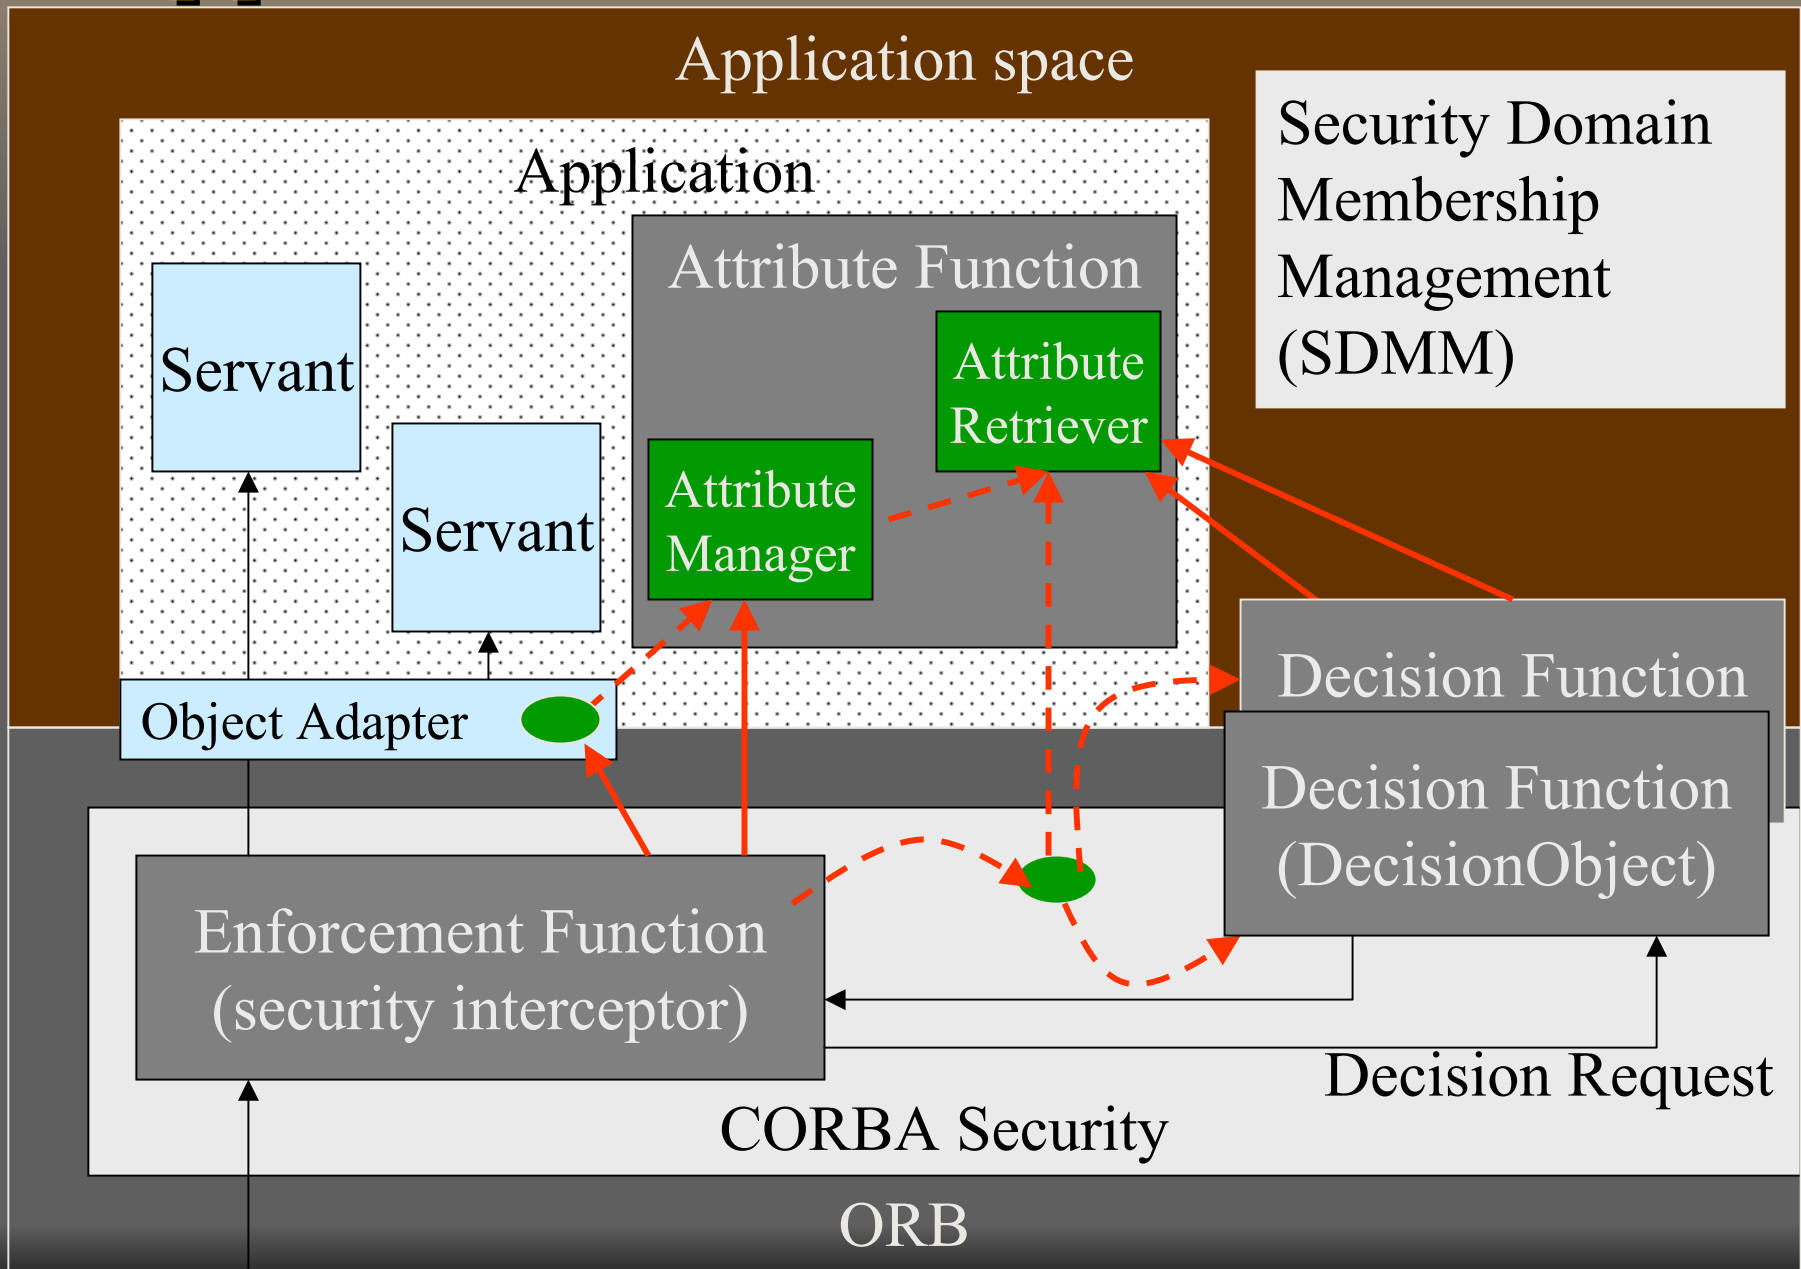 Application space
Security Domain
Membership
Management
(SDMM)
Application
Attribute Function
Servant
Attribute
Retriever
Servant
Attribute
Manager
Decision Function
Object Adapter
Decision Function
(DecisionObject)
Enforcement Function
(security interceptor)
Decision Request
CORBA Security
ORB